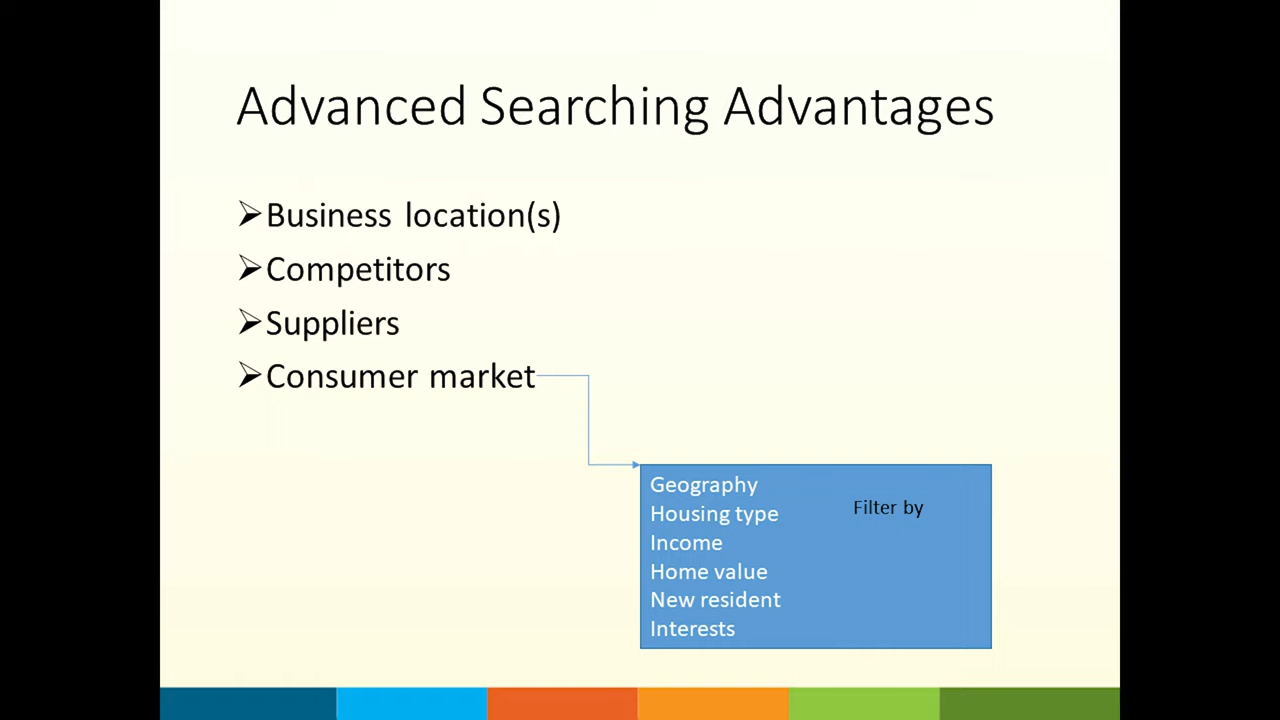 Advanced Searching Advantages
Business location(s)
Competitors
Suppliers
Consumer market
Geography
Filter by
Housing type
Income
Home value
New resident
Interests